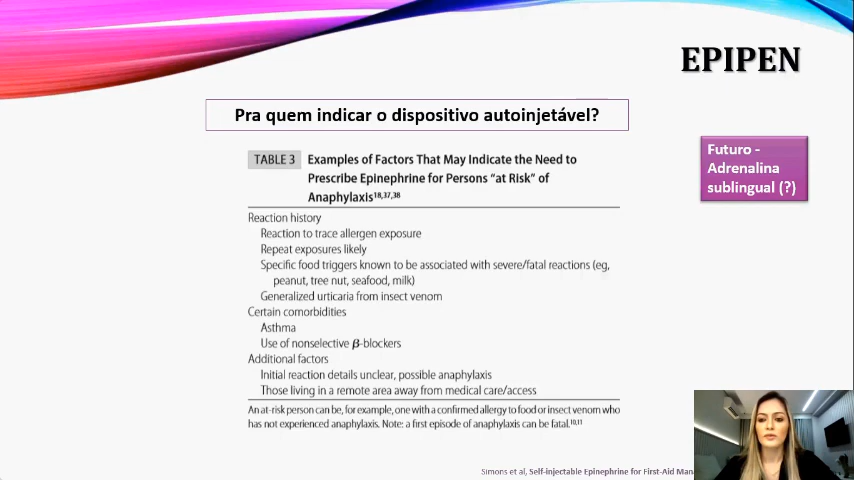 EPIPEN
Pra quem indicar o dispositivo autoinjetável?
Futuro -
Adrenalina
sublingual (?)
TABLE 3 Examples of Factors That May Indicate the Need to
Prescribe Epinephrine for Persons “at Risk” of
Anaphylaxis18,37,38
Reaction history
Reaction to trace allergen exposure
Repeat exposures likely
Specific food triggers known to be associated with severe/fatal reactions (eg,
peanut, tree nut, seafood, milk)
Generalized urticaria from insect venom
Certain comorbidities
Asthma
Use of nonselective β-blockers
Additional factors
Initial reaction details unclear, possible anaphylaxis
Those living in a remote area away from medical care/access
An at-risk person can be, for example, one with a confirmed allergy to food or insect venom who
has not experienced anaphylaxis. Note: a first episode of anaphylaxis can be fatal.10,11
Simons et al, Self-injectable Epinephrine for First-Aid